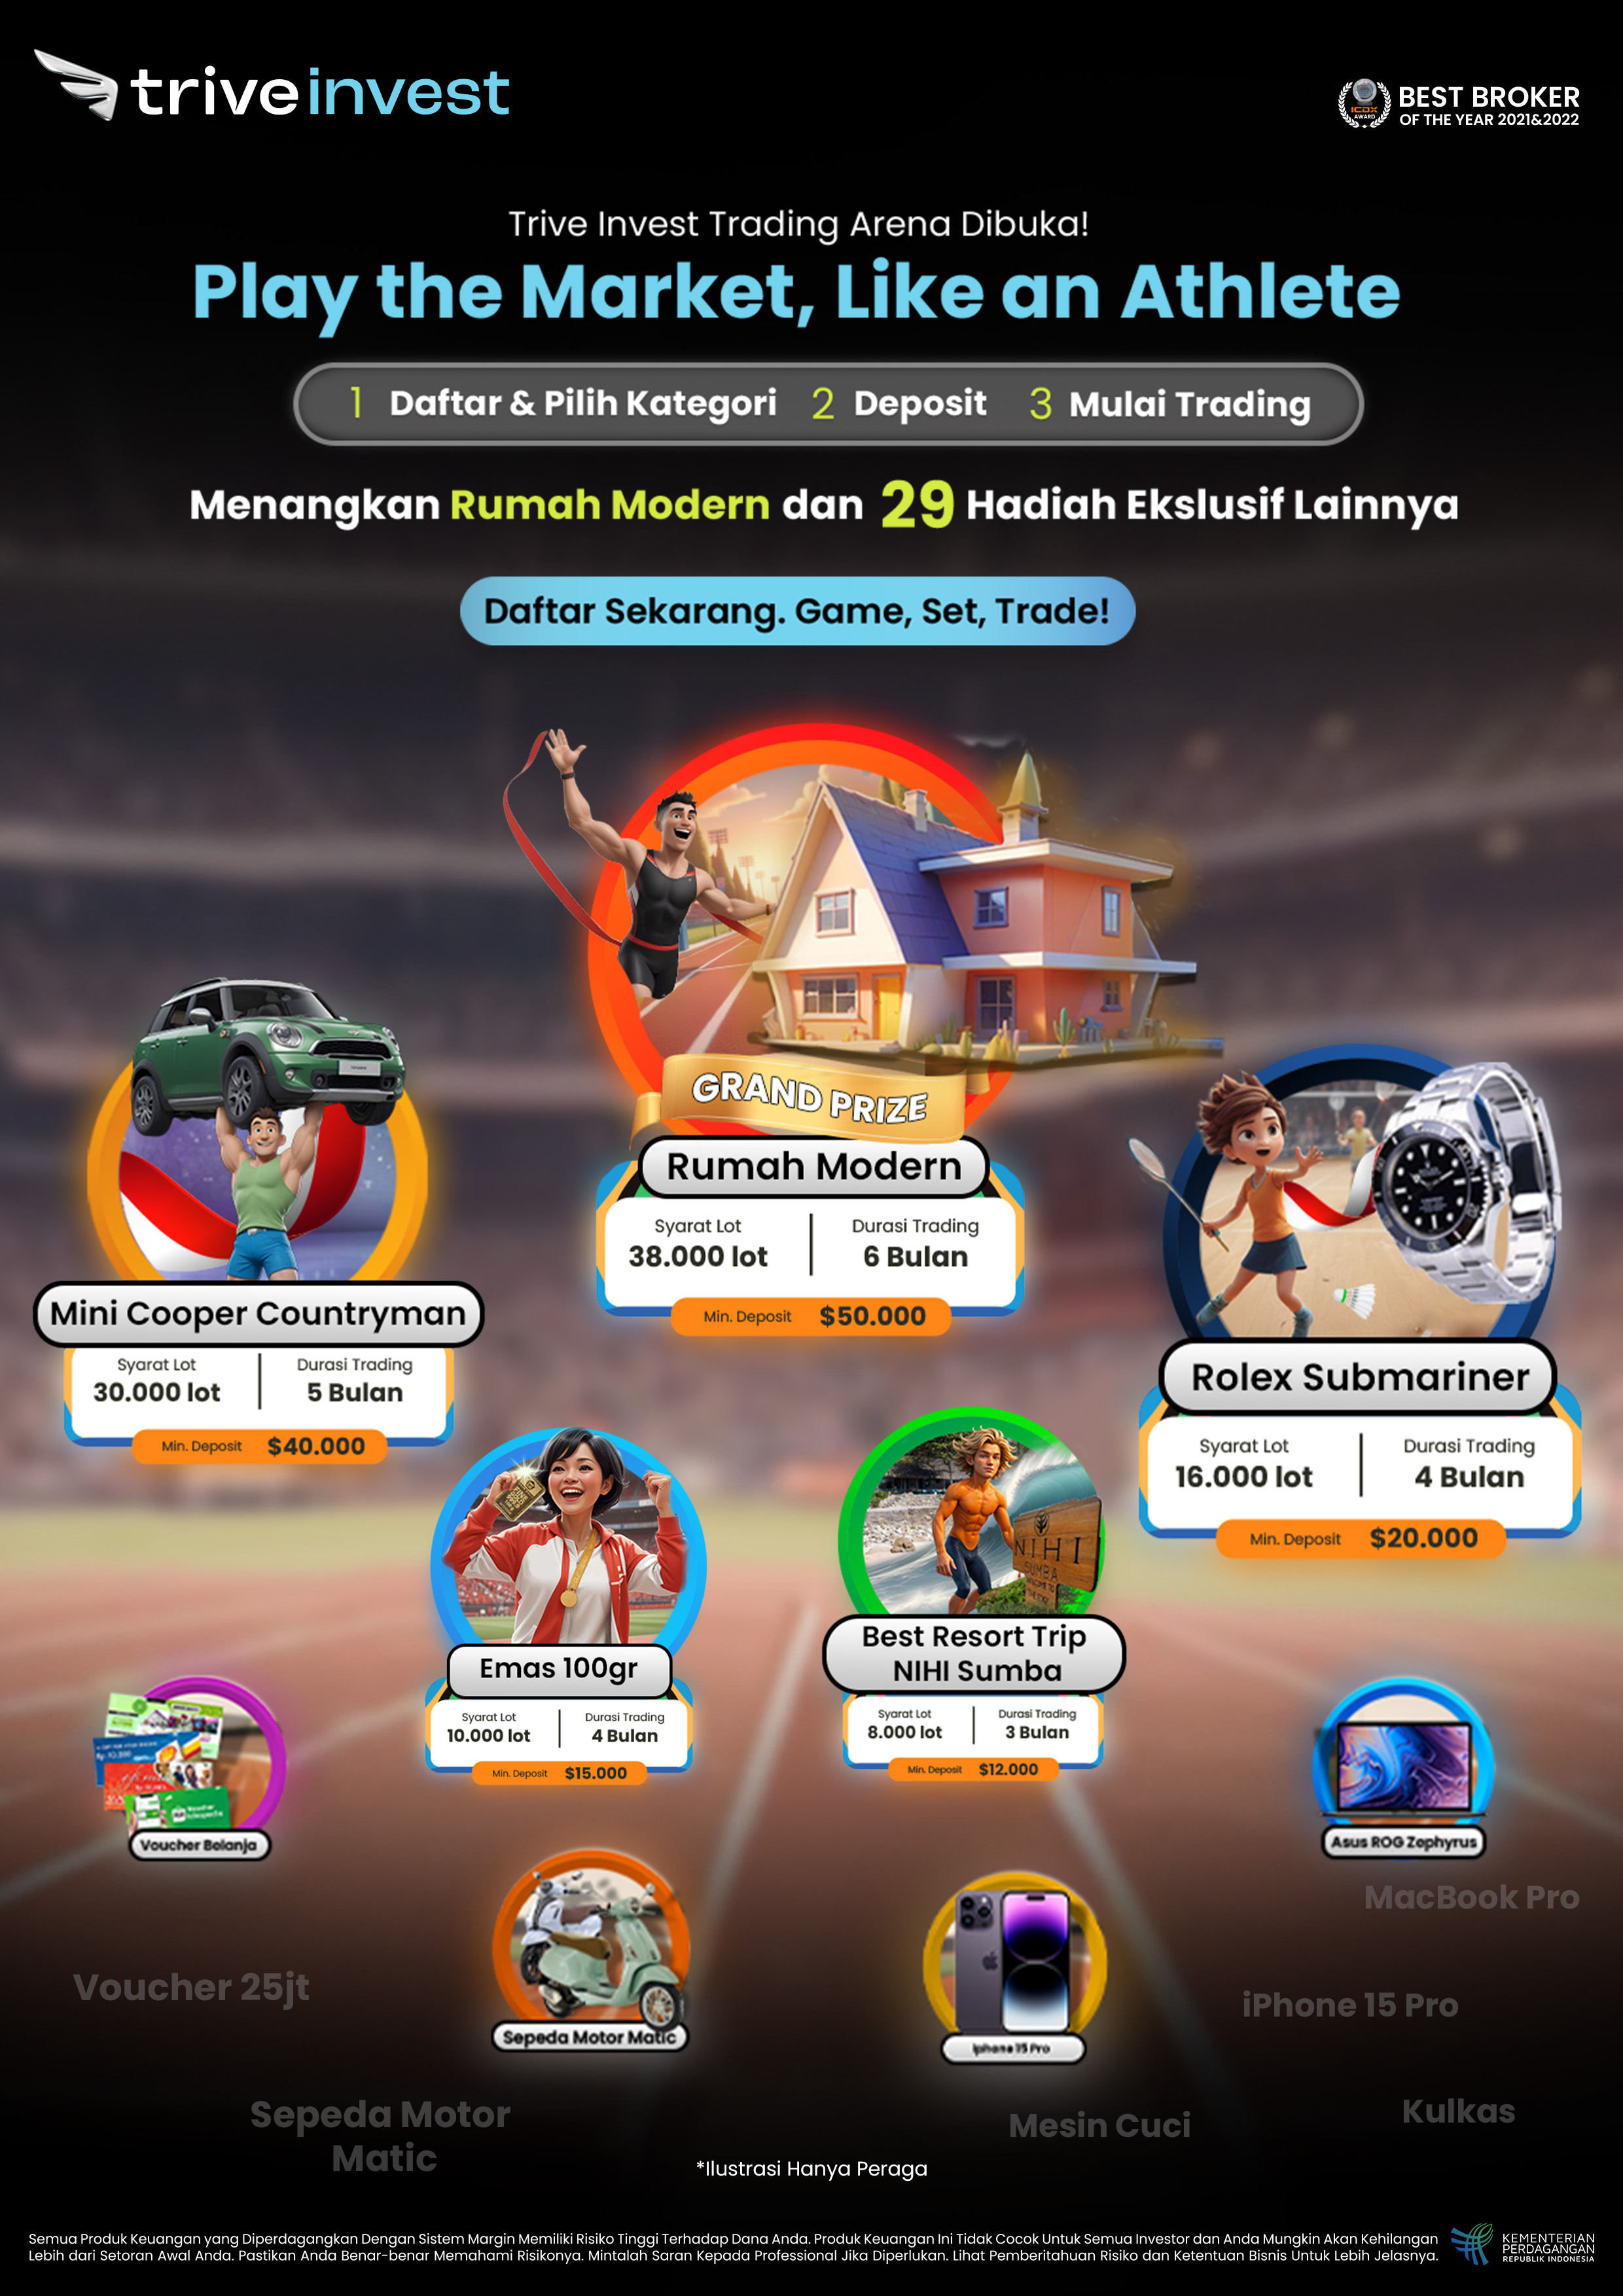 triveinvest
ICDX
AWARD
BEST BROKER
OF THE YEAR 2021&2022
Trive Invest Trading Arena Dibuka!
Play the Market, Like an Athlete
1 Daftar & Pilih Kategori 2 Deposit 3 Mulai Trading
Menangkan Rumah Modern dan 29 Hadiah Ekslusif Lainnya
Daftar Sekarang. Game, Set, Trade!
GRAND PRIZE
Rumah Modern
Syarat Lot
38.000 lot
Durasi Trading
6 Bulan
Min. Deposit $50.000
Mini Cooper Countryman
Syarat Lot
30.000 lot
Durasi Trading
5 Bulan
Min. Deposit $40.000
Rolex Submariner
Syarat Lot
16.000 lot
Durasi Trading
4 Bulan
Min. Deposit $20.000
Emas 100gr
Syarat Lot
10.000 lot
Durasi Trading
4 Bulan
Min. Deposit $15.000
NIHI
SUMBA
Best Resort Trip
NIHI Sumba
Syarat Lot
8.000 lot
Durasi Trading
3 Bulan
Min. Deposit $12.000
Voucher Belanja
Asus ROG Zephyrus
MacBook Pro
Voucher 25jt
Sepeda Motor Matic
Iphone 15 Pro
iPhone 15 Pro
Sepeda Motor
Matic
Mesin Cuci
Kulkas
*Ilustrasi Hanya Peraga
Semua Produk Keuangan yang Diperdagangkan Dengan Sistem Margin Memiliki Risiko Tinggi Terhadap Dana Anda. Produk Keuangan Ini Tidak Cocok Untuk Semua Investor dan Anda Mungkin Akan Kehilangan
Lebih dari Setoran Awal Anda. Pastikan Anda Benar-benar Memahami Risikonya. Mintalah Saran Kepada Professional Jika Diperlukan. Lihat Pemberitahuan Risiko dan Ketentuan Bisnis Untuk Lebih Jelasnya.
KEMENTERIAN
PERDAGANGAN
REPUBLIK INDONESIA